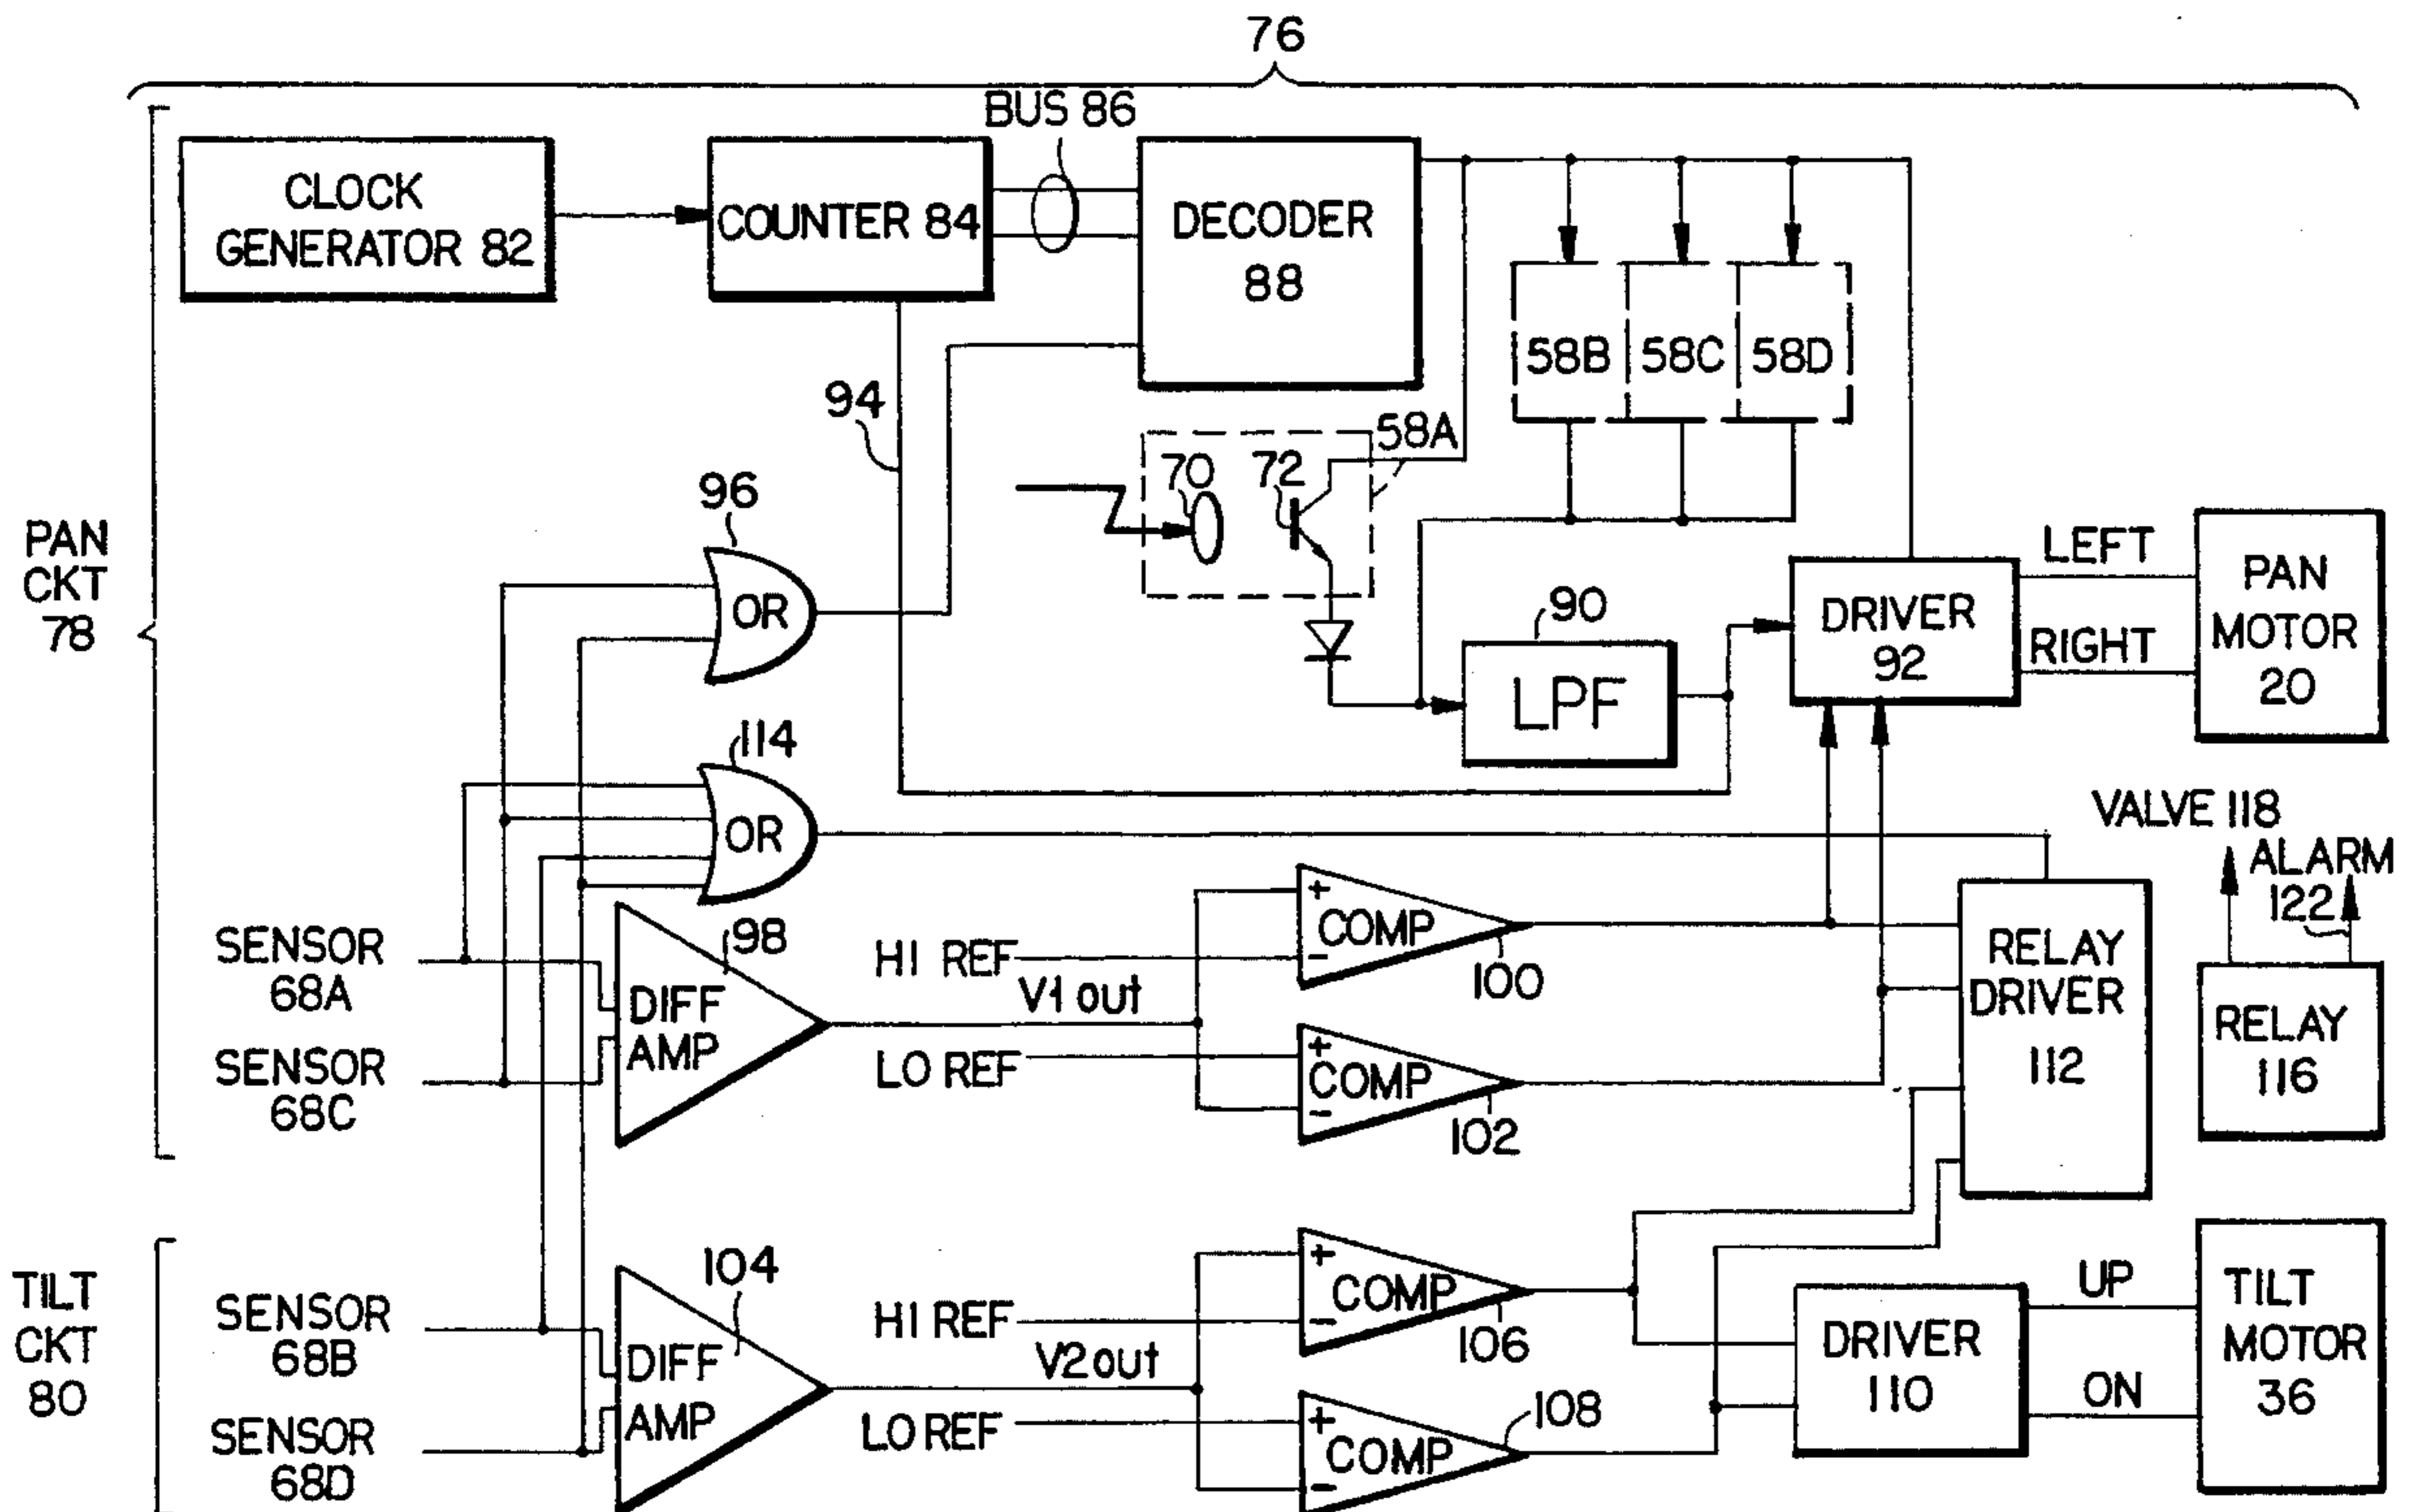 76
BUS 86
CLOCK
GENERATOR 82
COUNTER 84
DECODER
88
58B
58C
58D
94
58A
70
72
96
OR
PAN
CKT
78
90
LPF
DRIVER
92
LEFT
RIGHT
PAN
MOTOR
20
114
OR
VALVE 118
ALARM
122
SENSOR
68A
SENSOR
68C
98
DIFF
AMP
HI REF
V1 out
LO REF
+
COMP
-
100
+
COMP
-
102
RELAY
DRIVER
112
RELAY
116
TILT
CKT
80
SENSOR
68B
SENSOR
68D
104
DIFF
AMP
HI REF
V2 out
LO REF
+
COMP
-
106
+
COMP
-
108
DRIVER
110
UP
ON
TILT
MOTOR
36